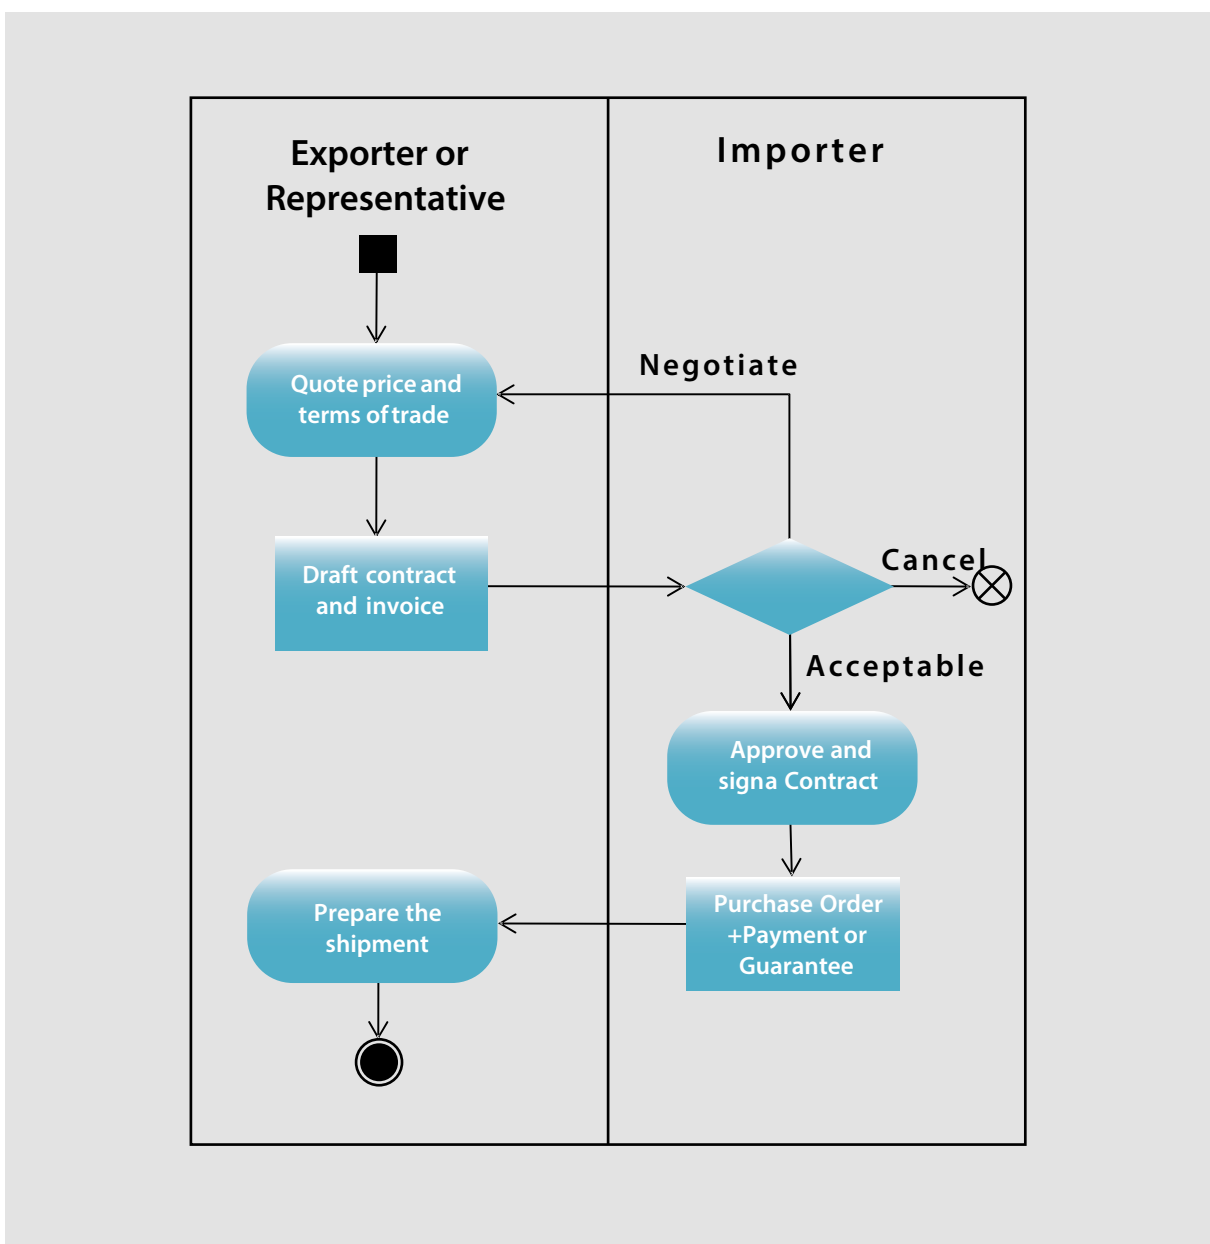 Exporter or
Representative
Importer
Quote price and
terms of trade
Negotiate
Draft contract
and invoice
Cancel
Acceptable
Approve and
signa Contract
Purchase Order
+Payment or
Guarantee
Prepare the
shipment